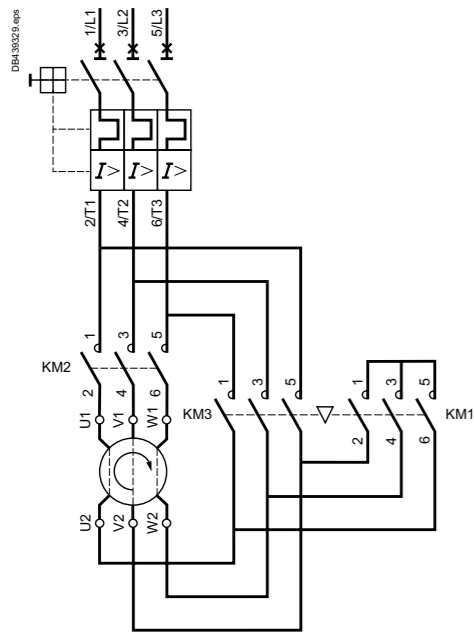 DB439329.eps
1/L1 3/L2 5/L3
I> I> I>
2/T1 4/T2 6/T3
KM2 1 3 5
2 4 6
KM3 1 3 5
1 3 5
2 4 6 KM1
U1 V1 W1
U2 V2 W2